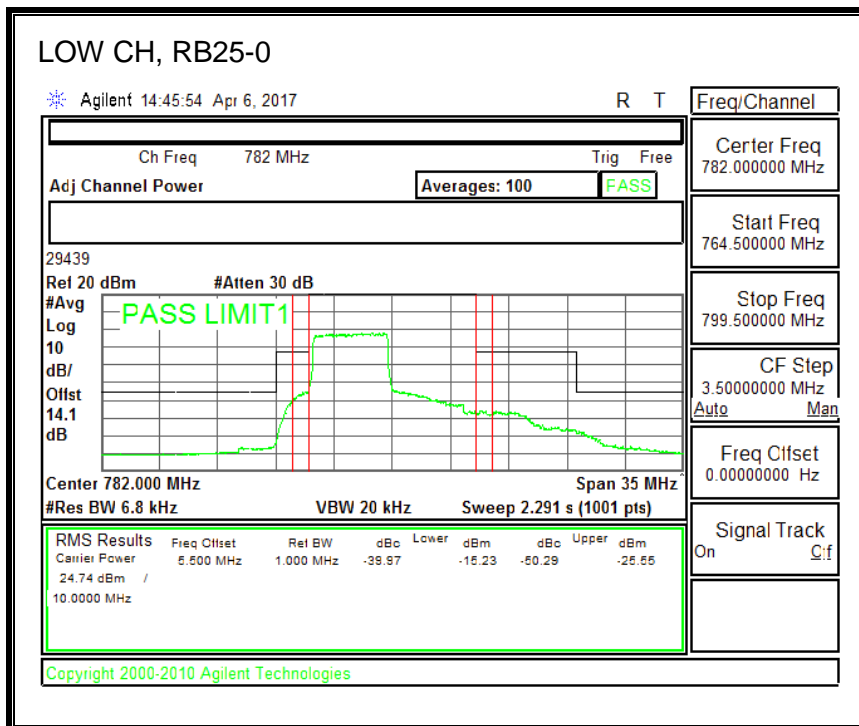 LOW CH, RB25-0
Agilent 14:45:54 Apr 6, 2017 R T
Freq/Channel
Ch Freq 782 MHz Trig Free
Adj Channel Power Averages: 100 PASS
Center Freq
782.000000 MHz
Start Freq
764.500000 MHz
29439
Ref 20 dBm #Atten 30 dB
#Avg
Log
10
dB/
Offst
14.1
dB
PASS LIMIT1
Stop Freq
799.500000 MHz
CF Step
3.50000000 MHz
Auto Man
Freq Offset
0.00000000 Hz
Center 782.000 MHz Span 35 MHz
#Res BW 6.8 kHz VBW 20 kHz Sweep 2.291 s (1001 pts)
Signal Track
On Off
RMS Results Freq Offset Ref BW dBc Lower dBm dBc Upper dBm
Carrier Power 5.500 MHz 1.000 MHz -39.97 -15.23 -50.29 -25.55
24.74 dBm /
10.0000 MHz
Copyright 2000-2010 Agilent Technologies